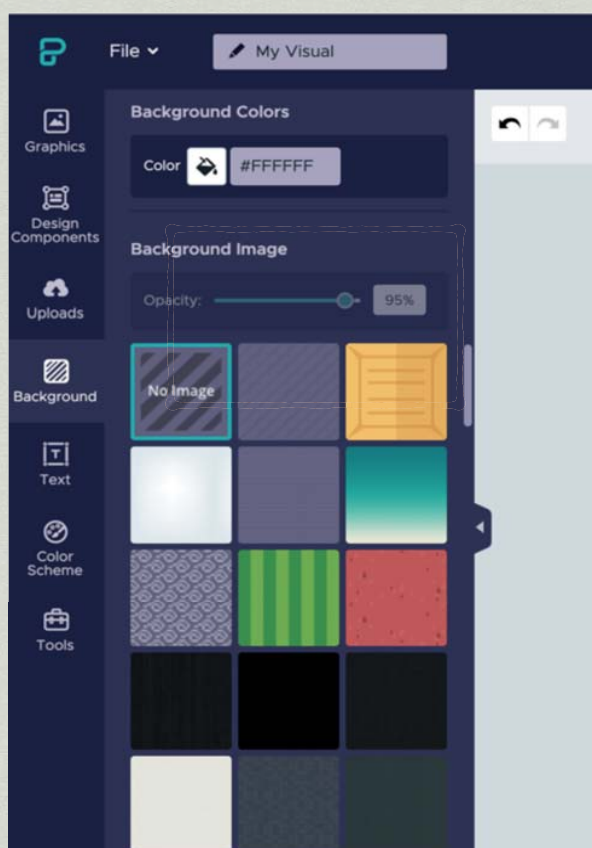 File
My Visual
Background Colors
Graphics
Color
#FFFFFF
Design
Components
Background Image
Opacity:
95%
Uploads
No Image
Background
Text
Color
Scheme
Tools